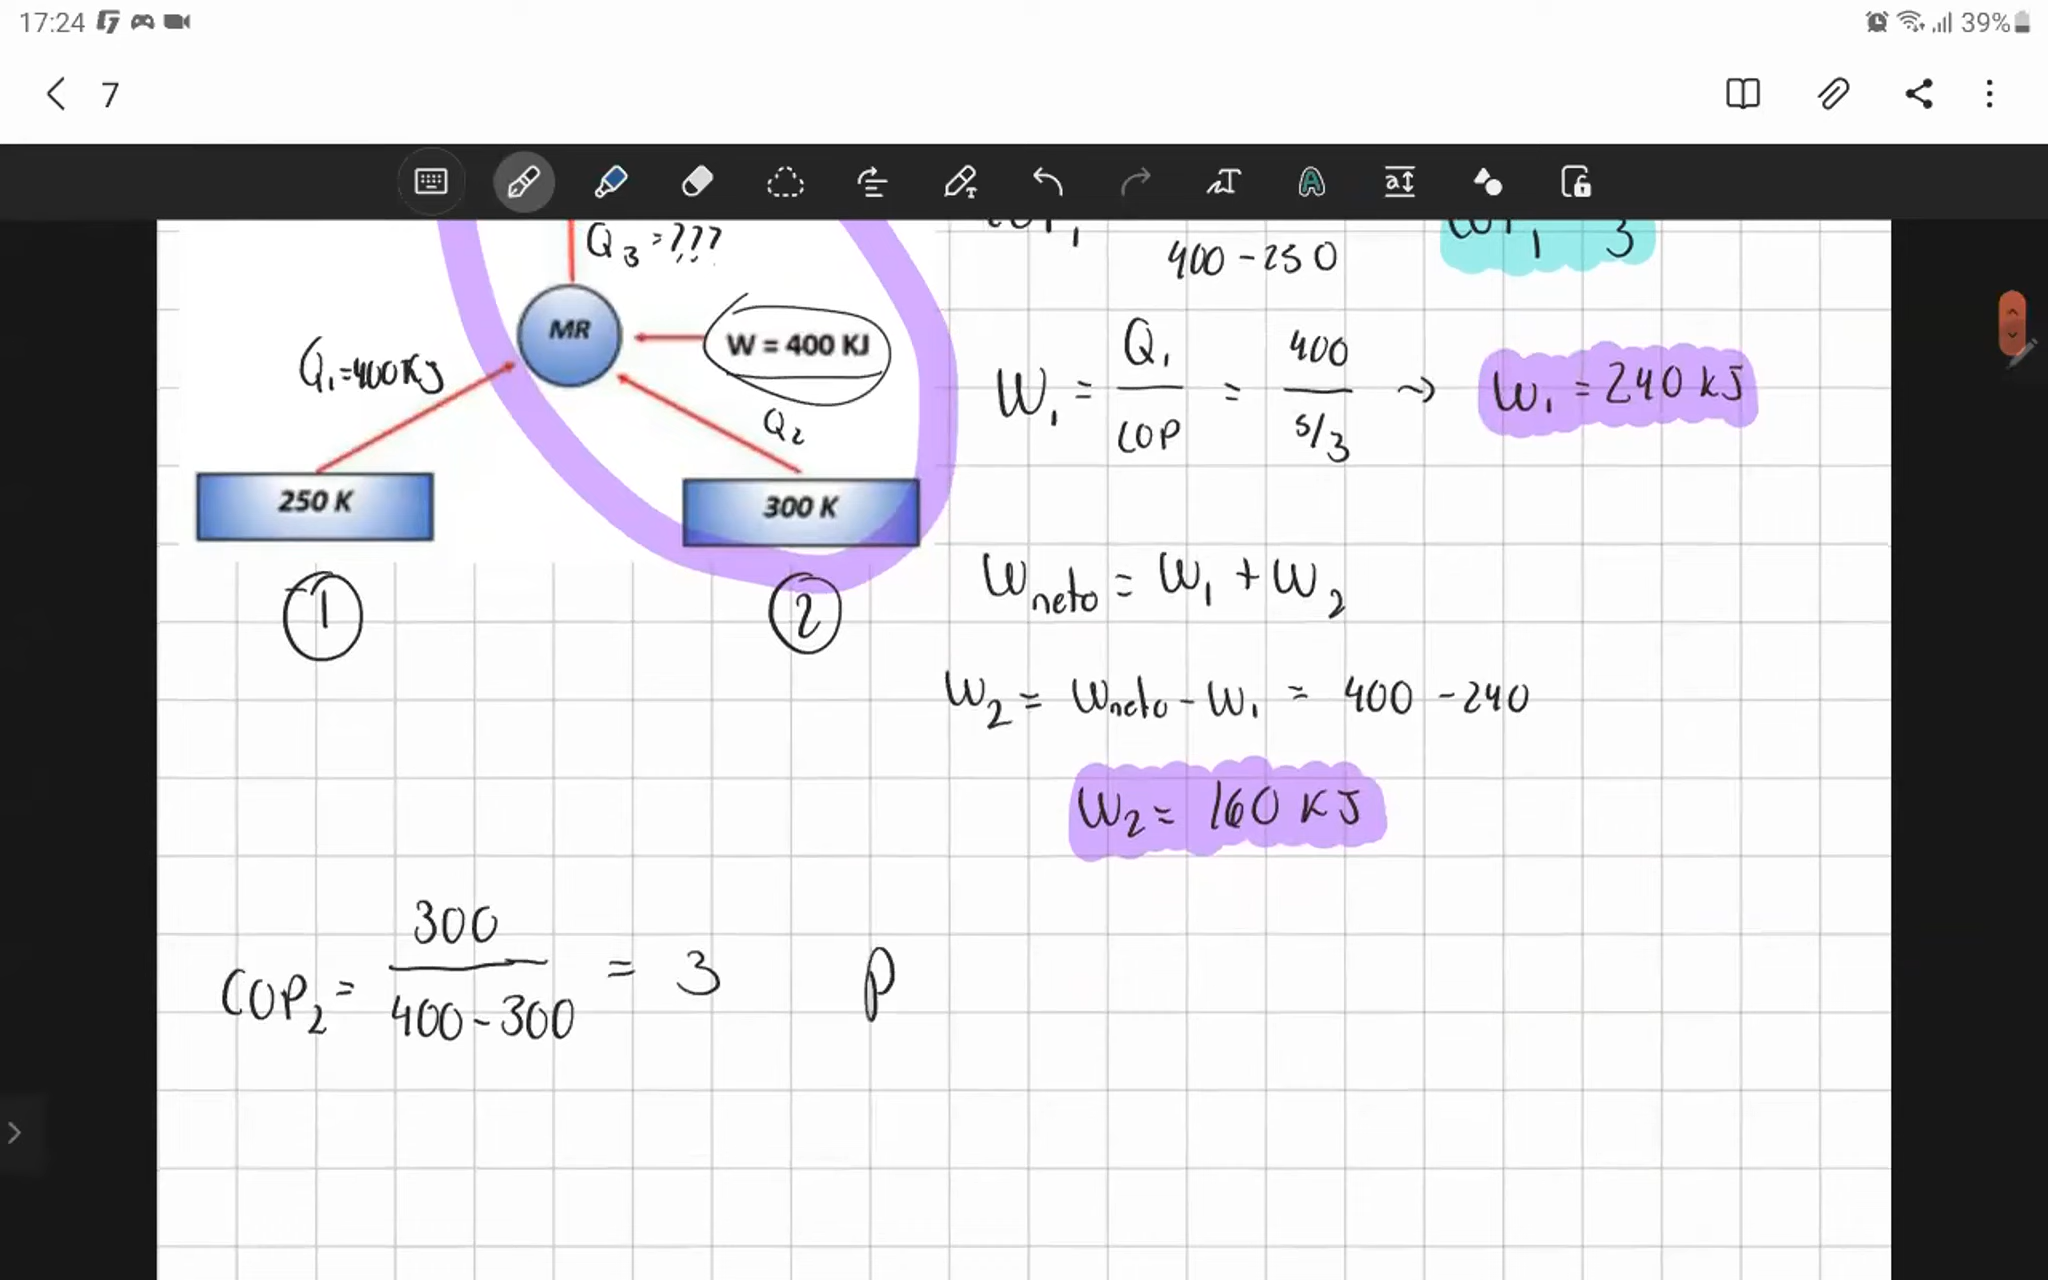 17:24
39%
7
Q3 = ???
MR
W = 400 KJ
Q1=400KJ
Q2
250 K
300 K
1
2
400 - 250
COP1 3
W1 = Q1 / COP = 400 / 5/3 → W1 = 240 KJ
Wneto = W1 + W2
W2 = Wneto - W1 = 400 - 240
W2 = 160 KJ
COP2 = 300 / 400 - 300 = 3 P